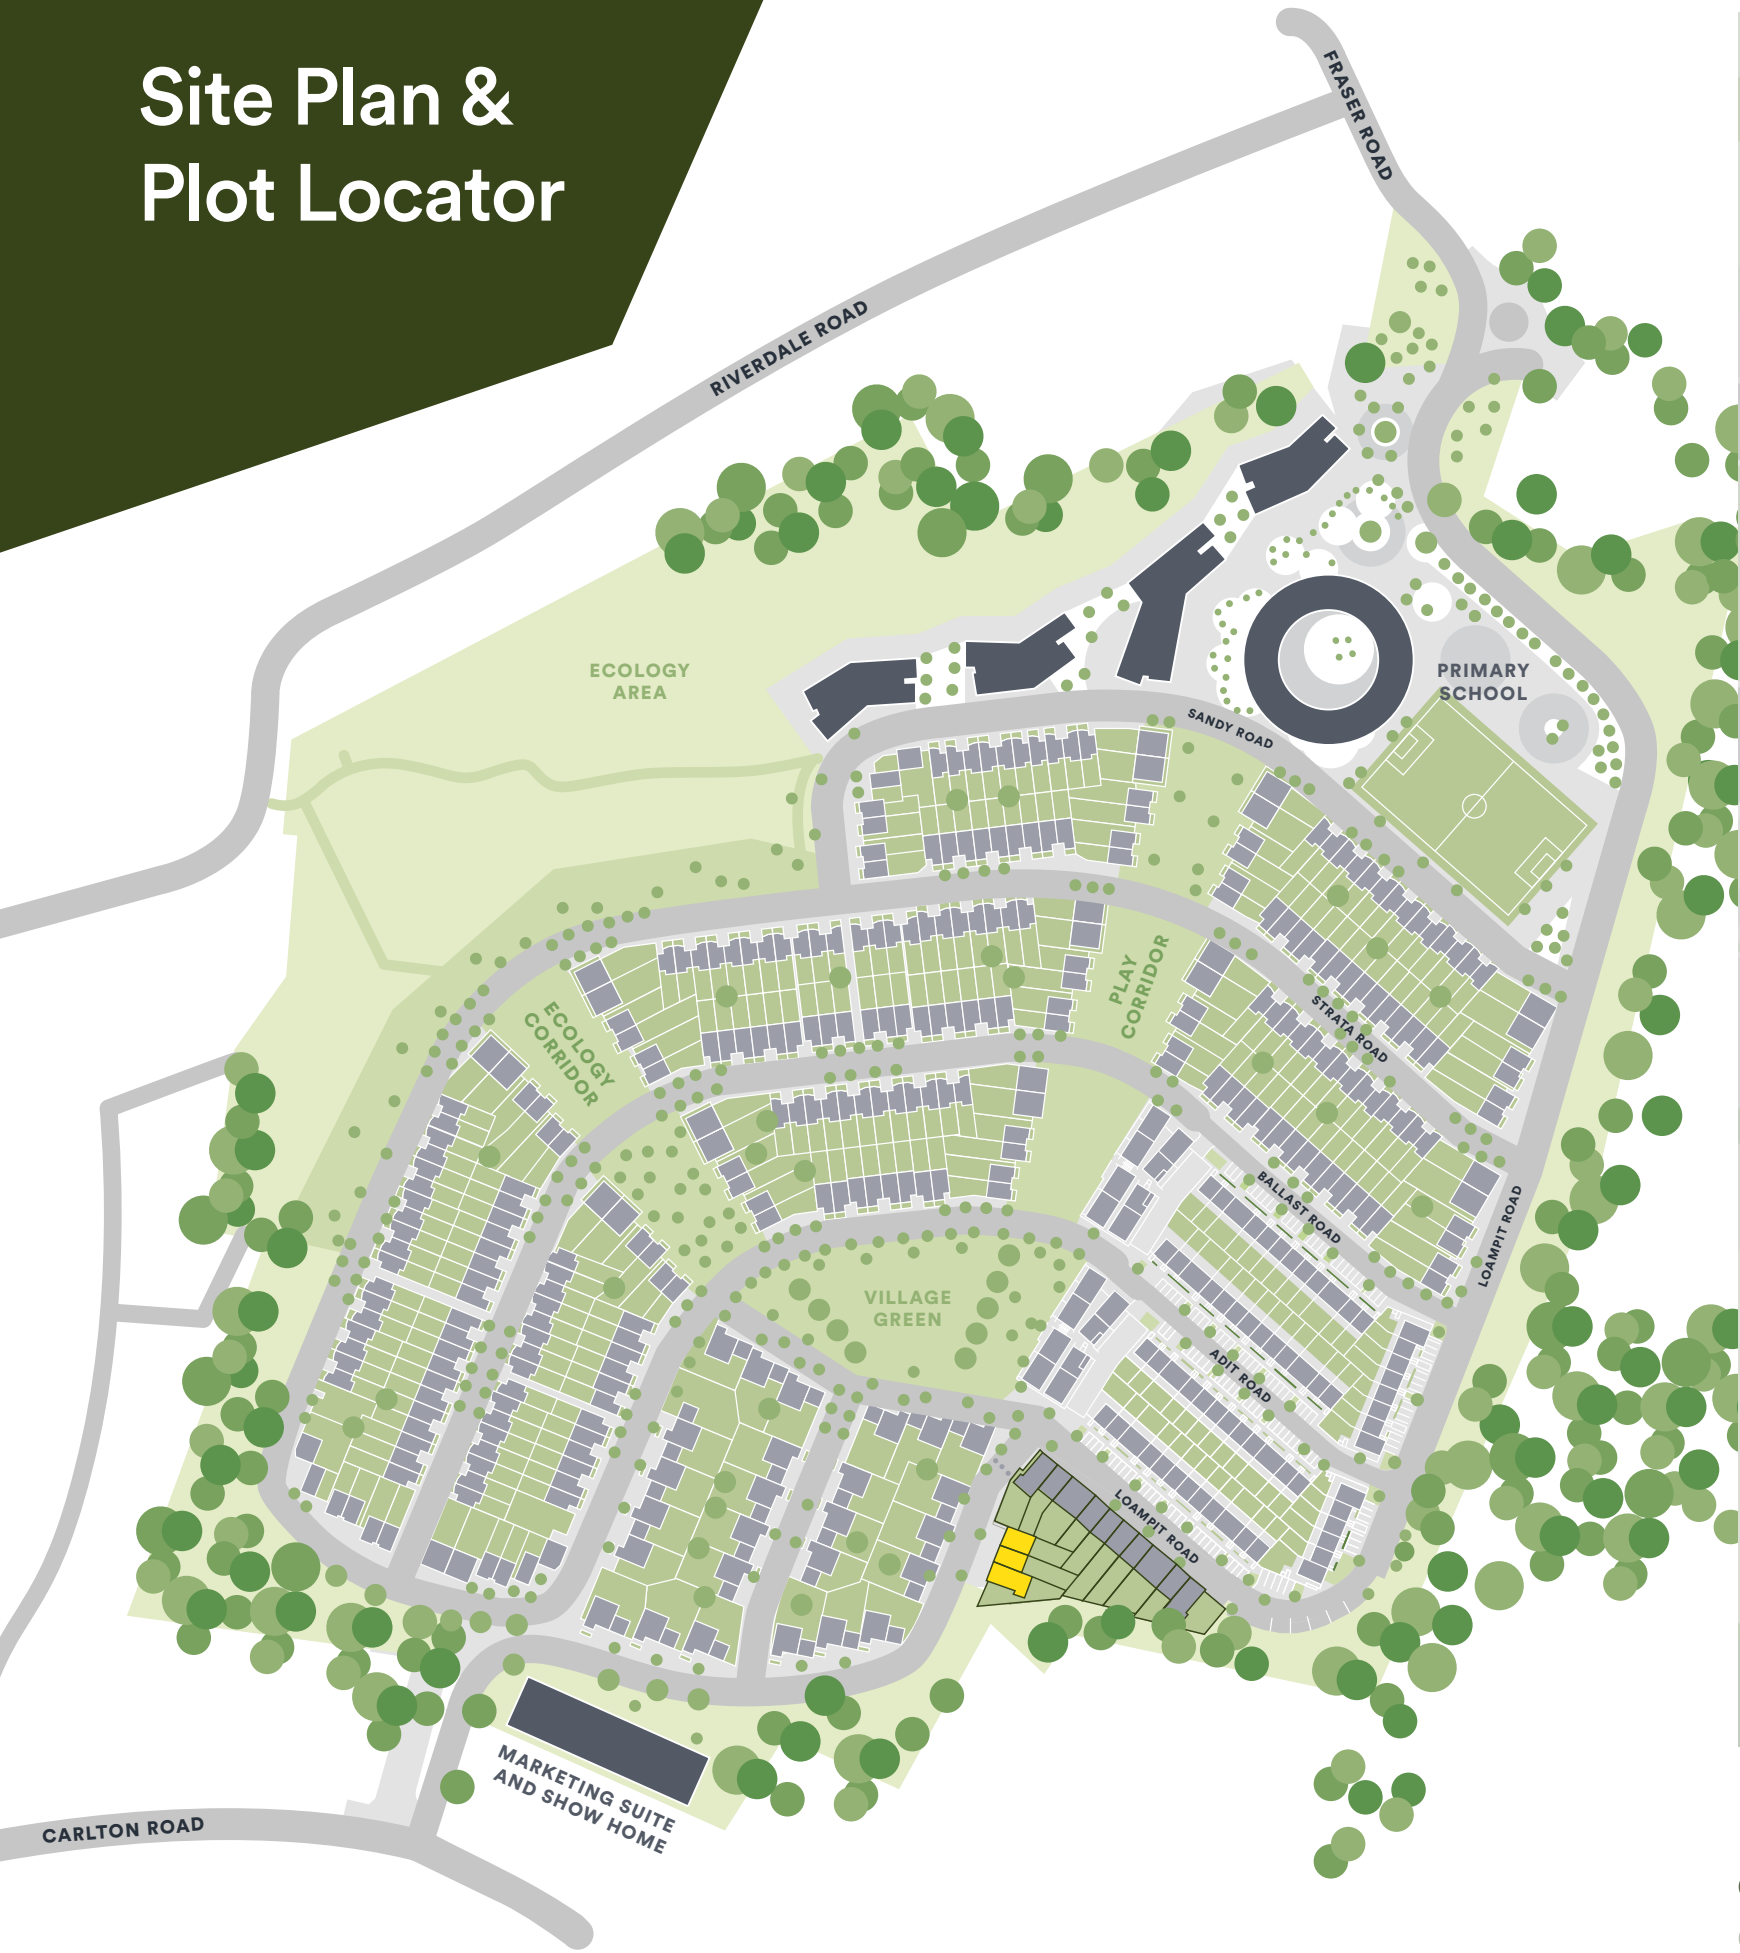 Site Plan &
Plot Locator
FRASER ROAD
RIVERDALE ROAD
ECOLOGY
AREA
PRIMARY
SCHOOL
SANDY ROAD
PLAY
CORRIDOR
ECOLOGY
CORRIDOR
STRATA ROAD
BALLAST ROAD
LOAMPIT ROAD
VILLAGE
GREEN
ADIT ROAD
LOAMPIT ROAD
MARKETING SUITE
AND SHOW HOME
CARLTON ROAD